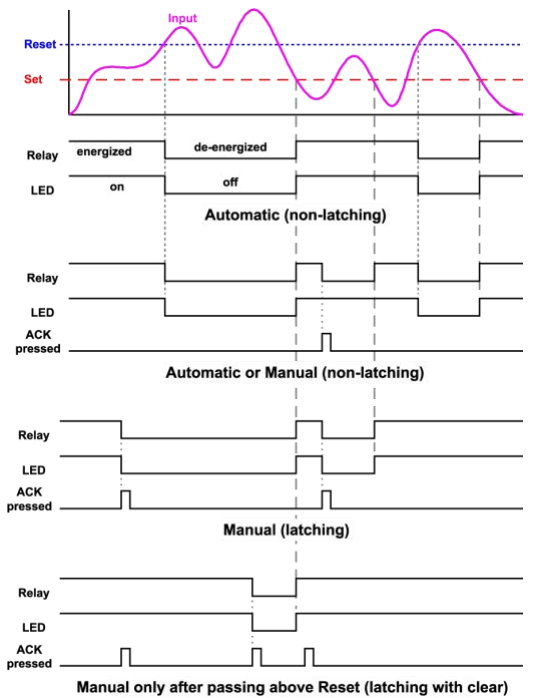 Input
Reset
Set
energized
de-energized
Relay
on
off
LED
Automatic (non-latching)
Relay
LED
ACK
pressed
Automatic or Manual (non-latching)
Relay
LED
ACK
pressed
Manual (latching)
Relay
LED
ACK
pressed
Manual only after passing above Reset (latching with clear)